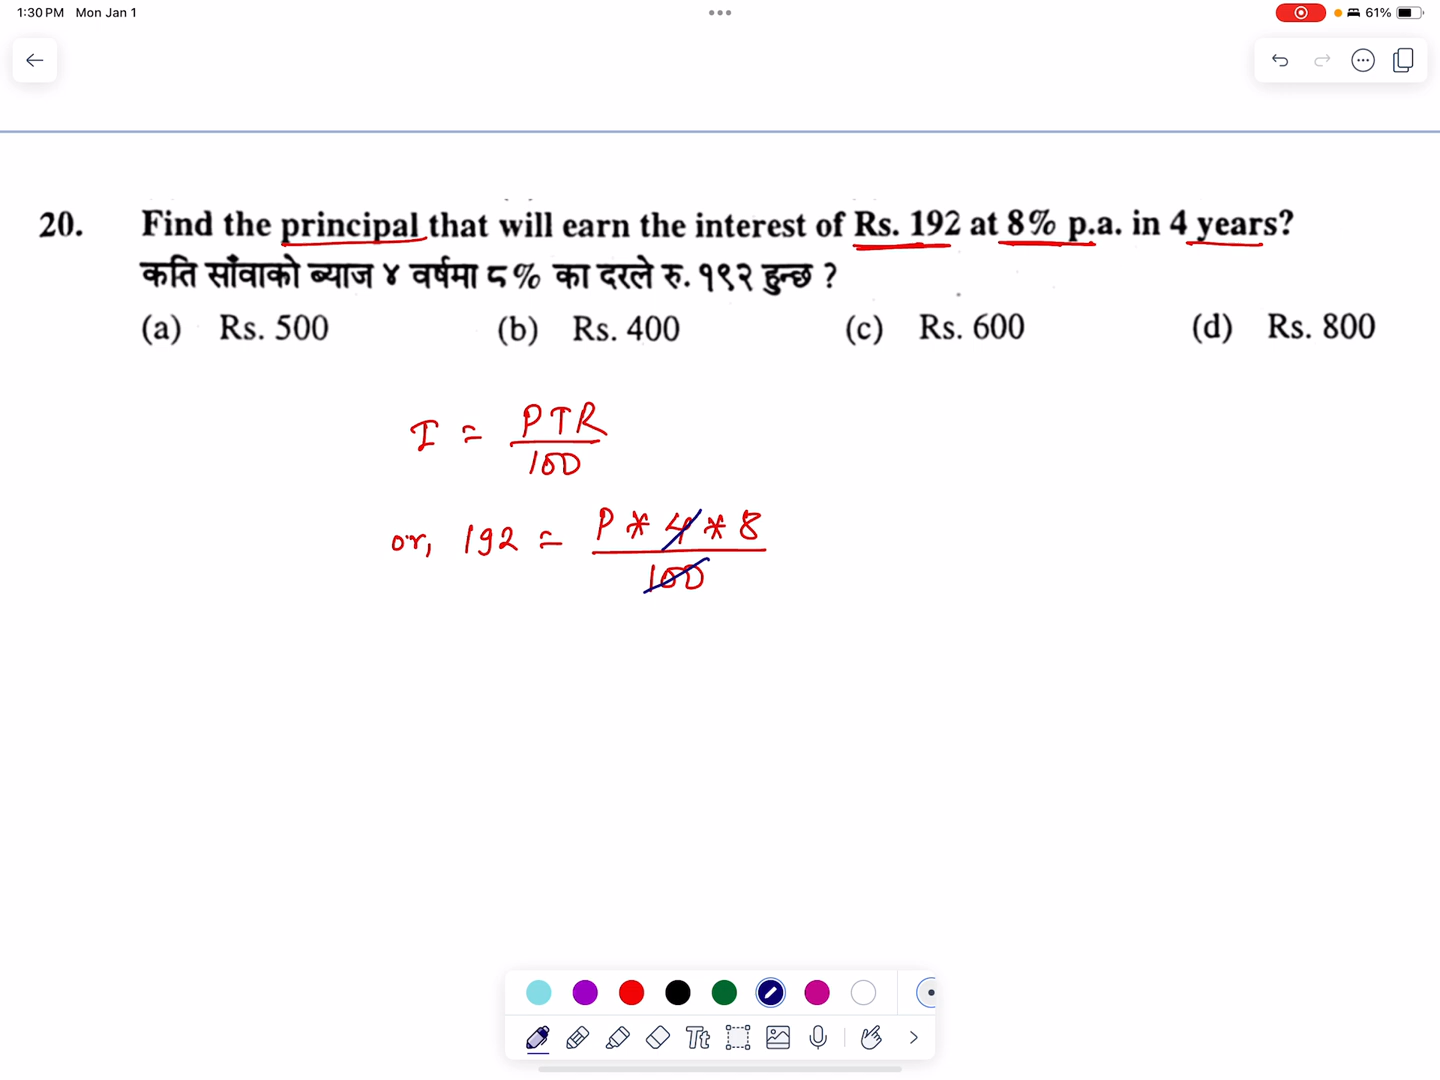 1:30 PM Mon Jan 1
61%
20. Find the principal that will earn the interest of Rs. 192 at 8% p.a. in 4 years?
कति साँवाको ब्याज ४ वर्षमा ८% का दरले रु. १९२ हुन्छ ?
(a) Rs. 500 (b) Rs. 400 (c) Rs. 600 (d) Rs. 800
I = PTR
100
or, 192 = P * 4 * 8
100
Tt